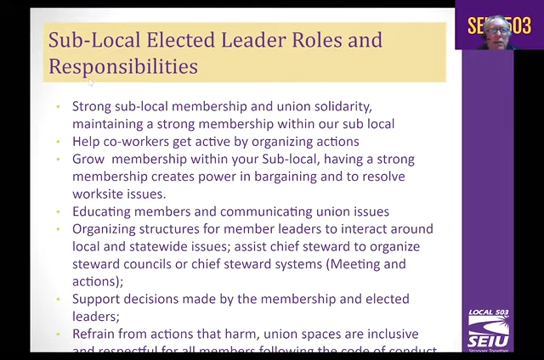 SEIU 503
Sub-Local Elected Leader Roles and
Responsibilities
• Strong sub-local membership and union solidarity,
maintaining a strong membership within our sub local
• Help co-workers get active by organizing actions
• Grow membership within your Sub-local, having a strong
membership creates power in bargaining and to resolve
worksite issues.
• Educating members and communicating union issues
• Organizing structures for member leaders to interact around
local and statewide issues; assist chief steward to organize
steward councils or chief steward systems (Meeting and
actions);
• Support decisions made by the membership and elected
leaders;
• Refrain from actions that harm, union spaces are inclusive
and respectful for all members following the code of conduct
LOCAL 503
SEIU
Stronger Together